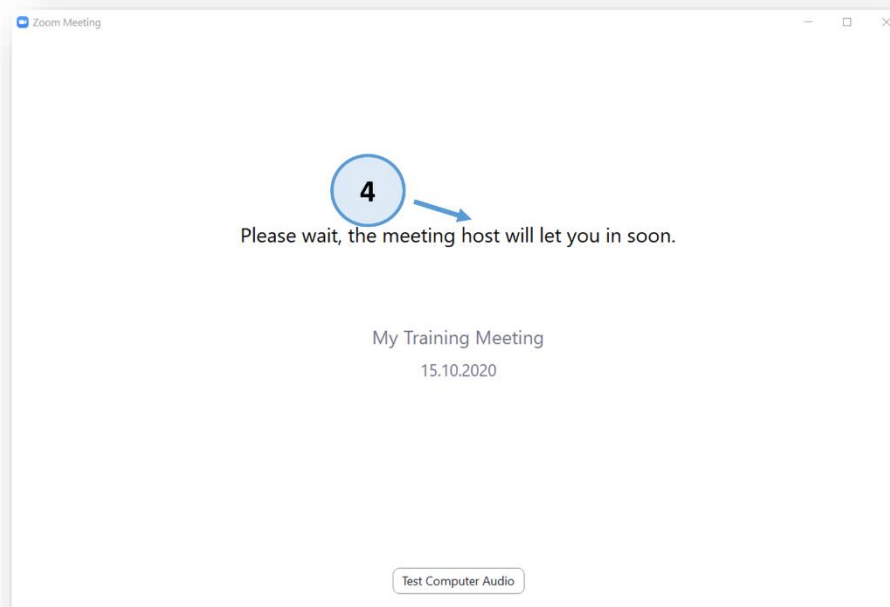 Zoom Meeting
4
Please wait, the meeting host will let you in soon.
My Training Meeting
15.10.2020
Test Computer Audio